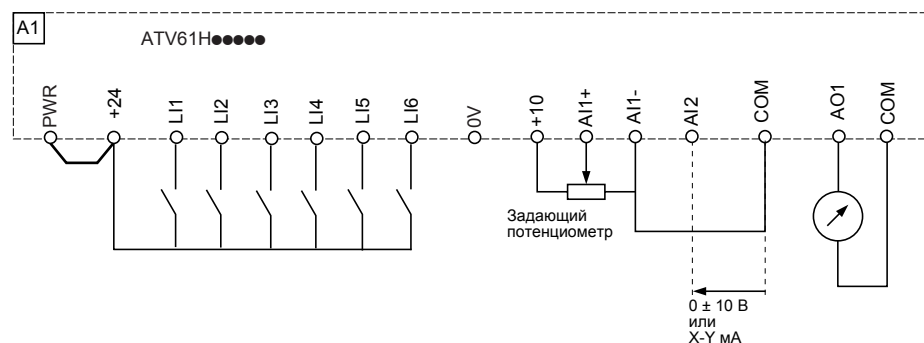 A1
ATV61H●●●●●
PWR
+24
LI1
LI2
LI3
LI4
LI5
LI6
0V
+10
AI1+
AI1-
AI2
COM
AO1
COM
Задающий
потенциометр
0 ± 10 В
или
X-Y мА